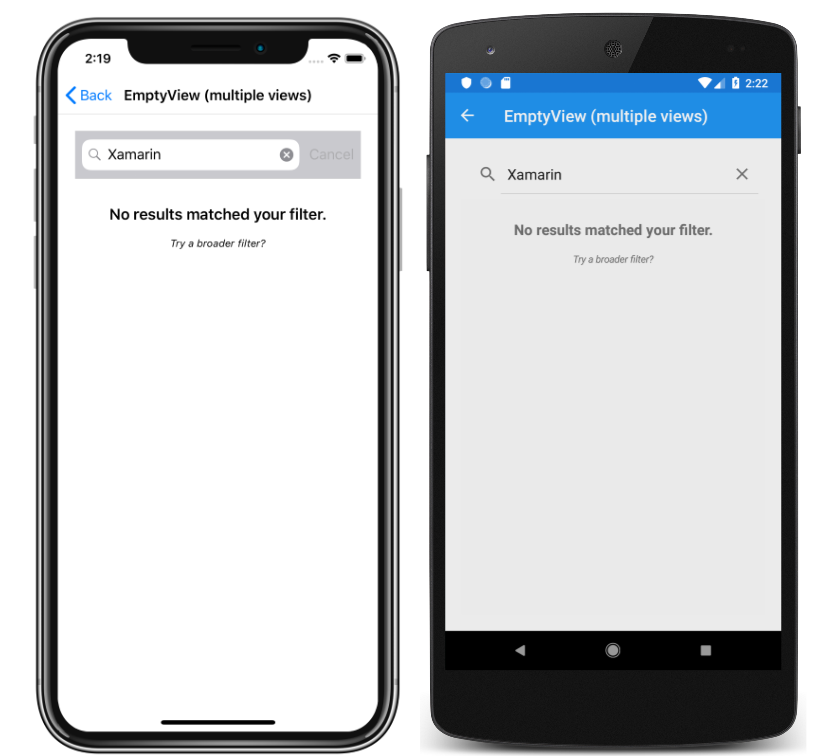 2:19
Back EmptyView (multiple views)
Xamarin Cancel
No results matched your filter.
Try a broader filter?
2:22
EmptyView (multiple views)
Xamarin
No results matched your filter.
Try a broader filter?